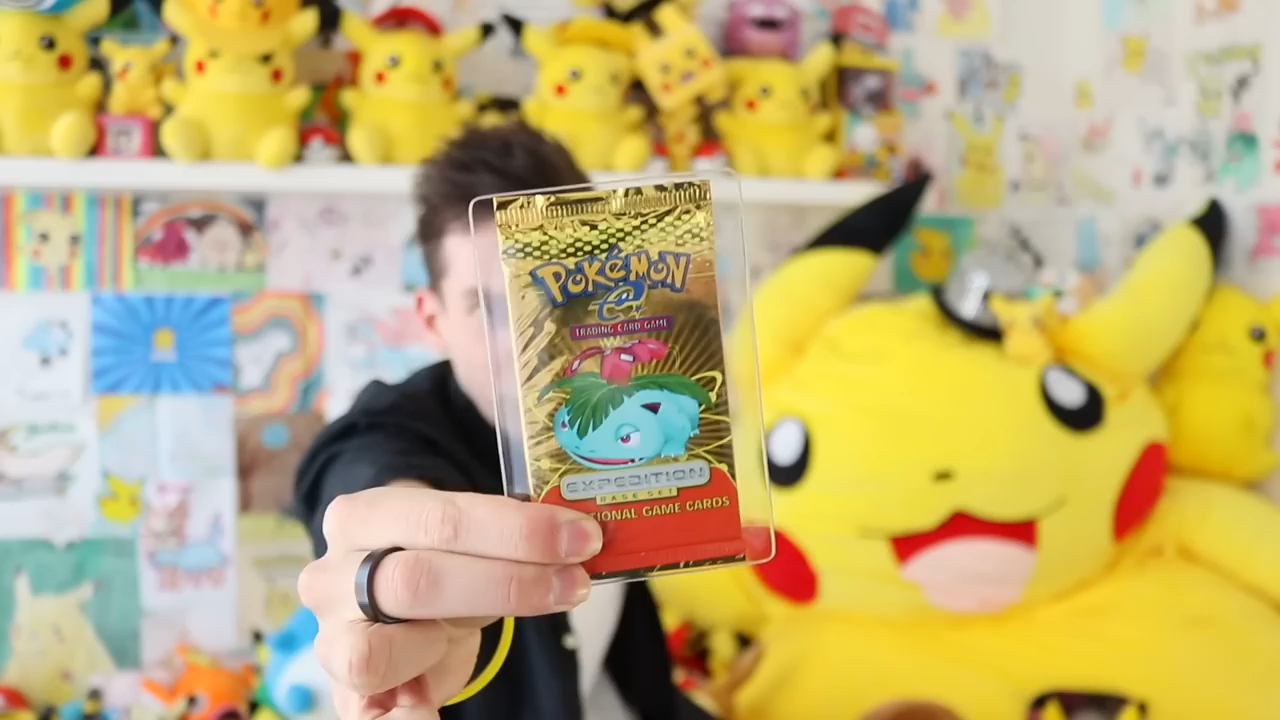 POKéMON
e
TRADING CARD GAME
EXPEDITION
BASE SET
TIONAL GAME CARDS